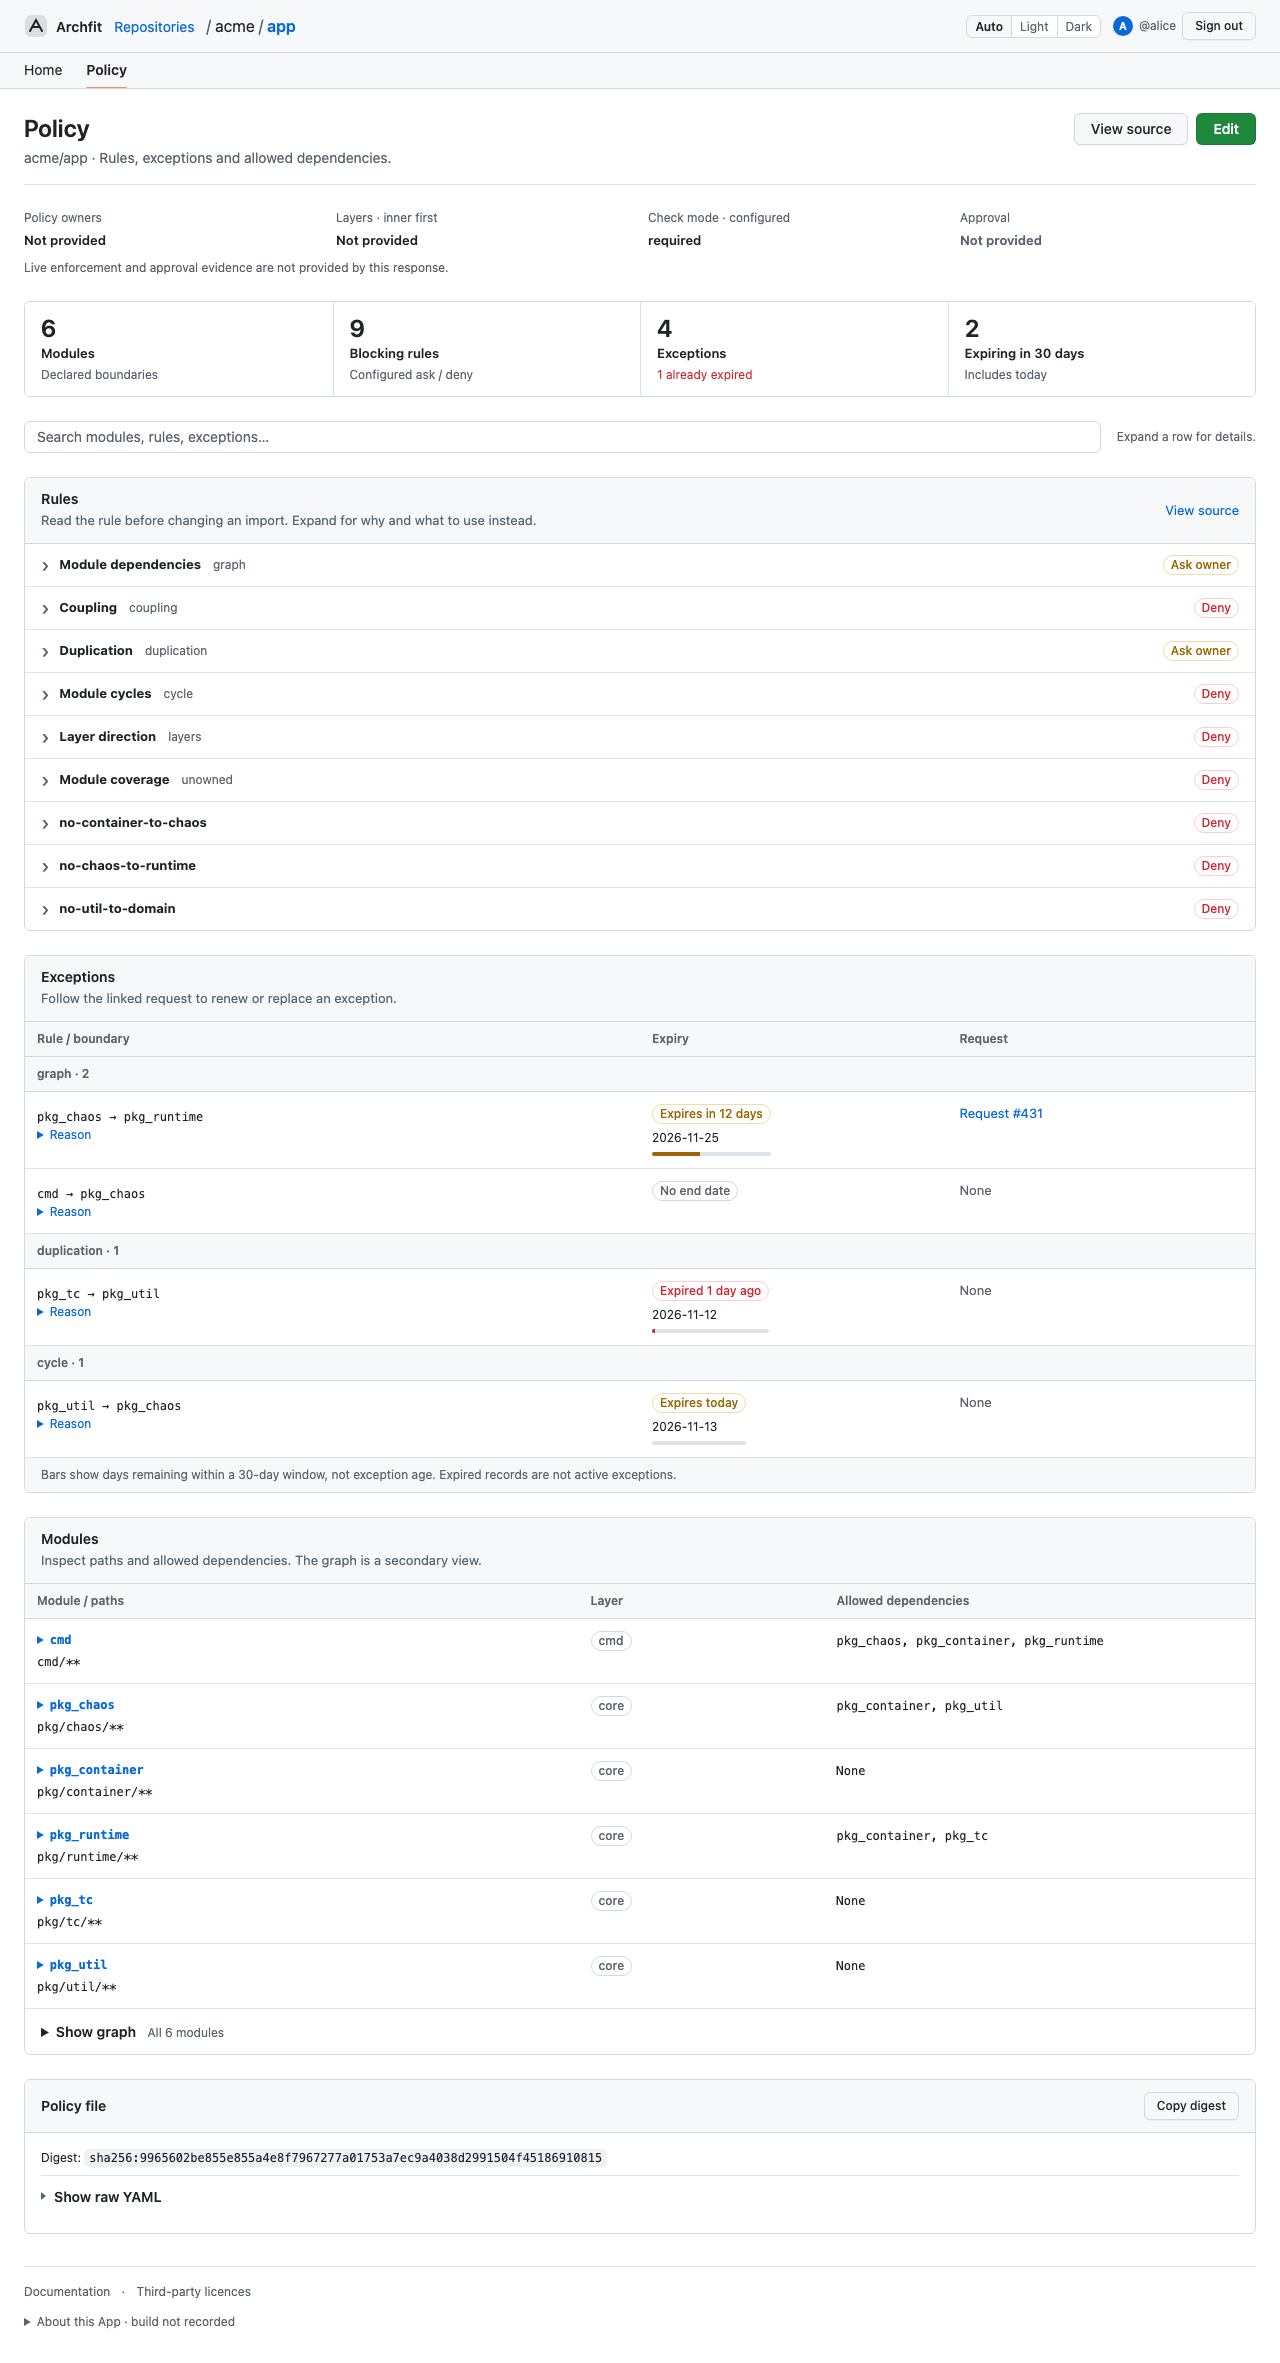 A Archfit Repositories / acme / app Auto Light Dark A @alice Sign out
Home Policy
Policy View source Edit
acme/app · Rules, exceptions and allowed dependencies.
Policy owners Layers · inner first Check mode · configured Approval
Not provided Not provided required Not provided
Live enforcement and approval evidence are not provided by this response.
6 9 4 2
Modules Blocking rules Exceptions Expiring in 30 days
Declared boundaries Configured ask / deny 1 already expired Includes today
Search modules, rules, exceptions... Expand a row for details.
Rules
Read the rule before changing an import. Expand for why and what to use instead. View source
Module dependencies graph Ask owner
Coupling coupling Deny
Duplication duplication Ask owner
Module cycles cycle Deny
Layer direction layers Deny
Module coverage unowned Deny
no-container-to-chaos Deny
no-chaos-to-runtime Deny
no-util-to-domain Deny
Exceptions
Follow the linked request to renew or replace an exception.
Rule / boundary Expiry Request
graph · 2
pkg_chaos → pkg_runtime Expires in 12 days Request #431
Reason 2026-11-25
cmd → pkg_chaos No end date None
Reason
duplication · 1
pkg_tc → pkg_util Expired 1 day ago None
Reason 2026-11-12
cycle · 1
pkg_util → pkg_chaos Expires today None
Reason 2026-11-13
Bars show days remaining within a 30-day window, not exception age. Expired records are not active exceptions.
Modules
Inspect paths and allowed dependencies. The graph is a secondary view.
Module / paths Layer Allowed dependencies
cmd cmd pkg_chaos, pkg_container, pkg_runtime
cmd/**
pkg_chaos core pkg_container, pkg_util
pkg/chaos/**
pkg_container core None
pkg/container/**
pkg_runtime core pkg_container, pkg_tc
pkg/runtime/**
pkg_tc core None
pkg/tc/**
pkg_util core None
pkg/util/**
Show graph All 6 modules
Policy file Copy digest
Digest: sha256:9965602be855e855a4e8f7967277a01753a7ec9a4038d2991504f45186910815
Show raw YAML
Documentation · Third-party licences
About this App · build not recorded